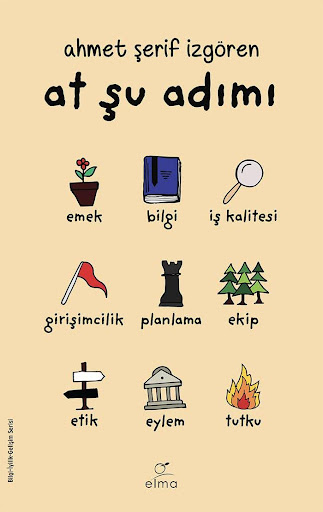 ahmet şerif izgören
at şu adımı
emek bilgi iş kalitesi
girişimcilik planlama ekip
etik eylem tutku
Bilgi-İyilik-Gelişim Serisi
elma